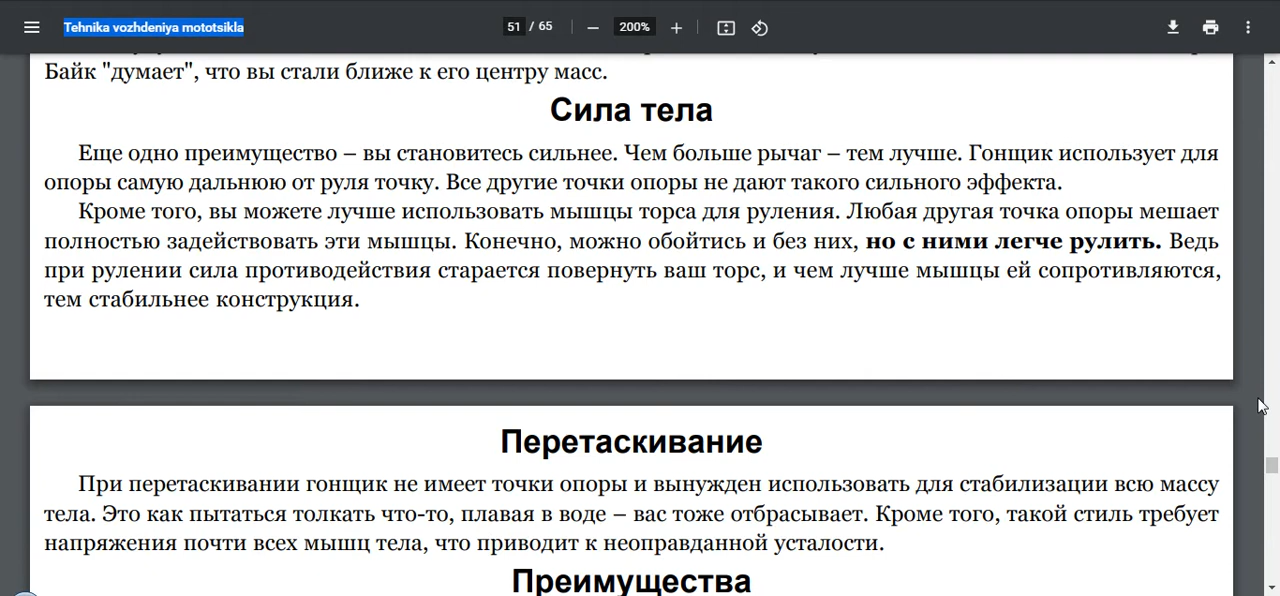 Tehnika vozhdeniya mototsikla
51 / 65
200%
Байк "думает", что вы стали ближе к его центру масс.
Сила тела
Еще одно преимущество – вы становитесь сильнее. Чем больше рычаг – тем лучше. Гонщик использует для
опоры самую дальнюю от руля точку. Все другие точки опоры не дают такого сильного эффекта.
Кроме того, вы можете лучше использовать мышцы торса для руления. Любая другая точка опоры мешает
полностью задействовать эти мышцы. Конечно, можно обойтись и без них, но с ними легче рулить. Ведь
при рулении сила противодействия старается повернуть ваш торс, и чем лучше мышцы ей сопротивляются,
тем стабильнее конструкция.
Перетаскивание
При перетаскивании гонщик не имеет точки опоры и вынужден использовать для стабилизации всю массу
тела. Это как пытаться толкать что-то, плавая в воде – вас тоже отбрасывает. Кроме того, такой стиль требует
напряжения почти всех мышц тела, что приводит к неоправданной усталости.
Преимущества